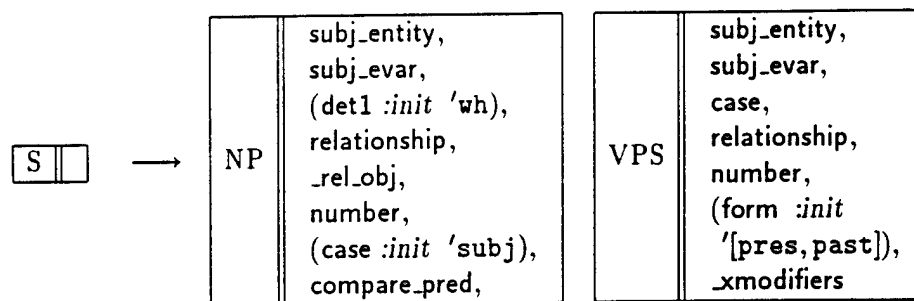 S → NP
subj_entity,
subj_evar,
(det1 :init 'wh),
relationship,
_rel_obj,
number,
(case :init 'subj),
compare_pred,
VPS
subj_entity,
subj_evar,
case,
relationship,
number,
(form :init
'[pres, past]),
_xmodifiers